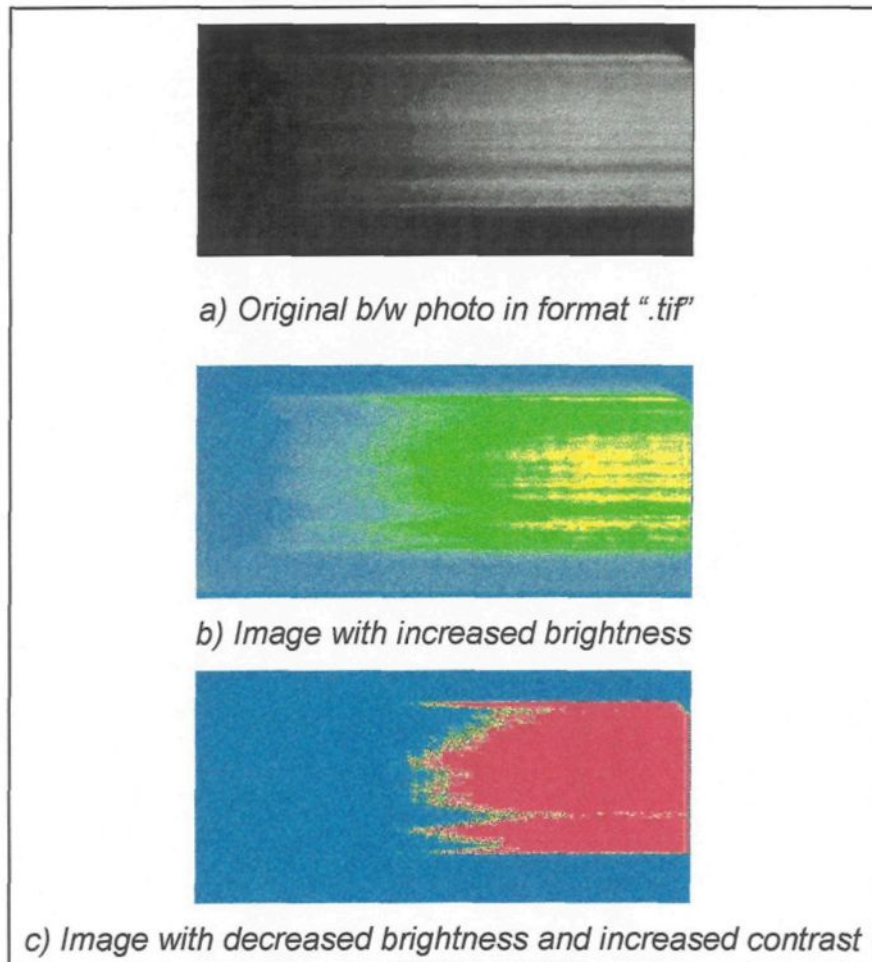 a) Original b/w photo in format “.tif”
b) Image with increased brightness
c) Image with decreased brightness and increased contrast